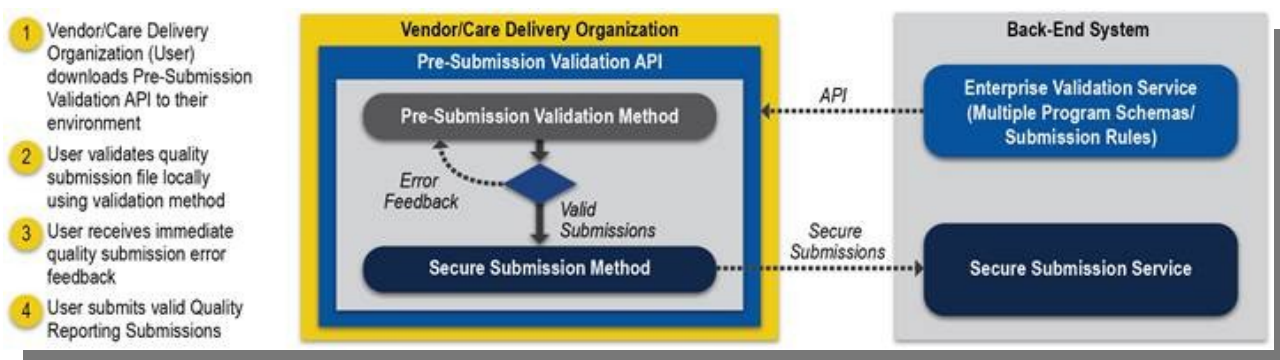 1 Vendor/Care Delivery
Organization (User)
downloads Pre-Submission
Validation API to their
environment
2 User validates quality
submission file locally
using validation method
3 User receives immediate
quality submission error
feedback
4 User submits valid Quality
Reporting Submissions
Vendor/Care Delivery Organization
Pre-Submission Validation API
Pre-Submission Validation Method
Error
Feedback
Valid
Submissions
Secure Submission Method
API
Secure
Submissions
Back-End System
Enterprise Validation Service
(Multiple Program Schemas/
Submission Rules)
Secure Submission Service